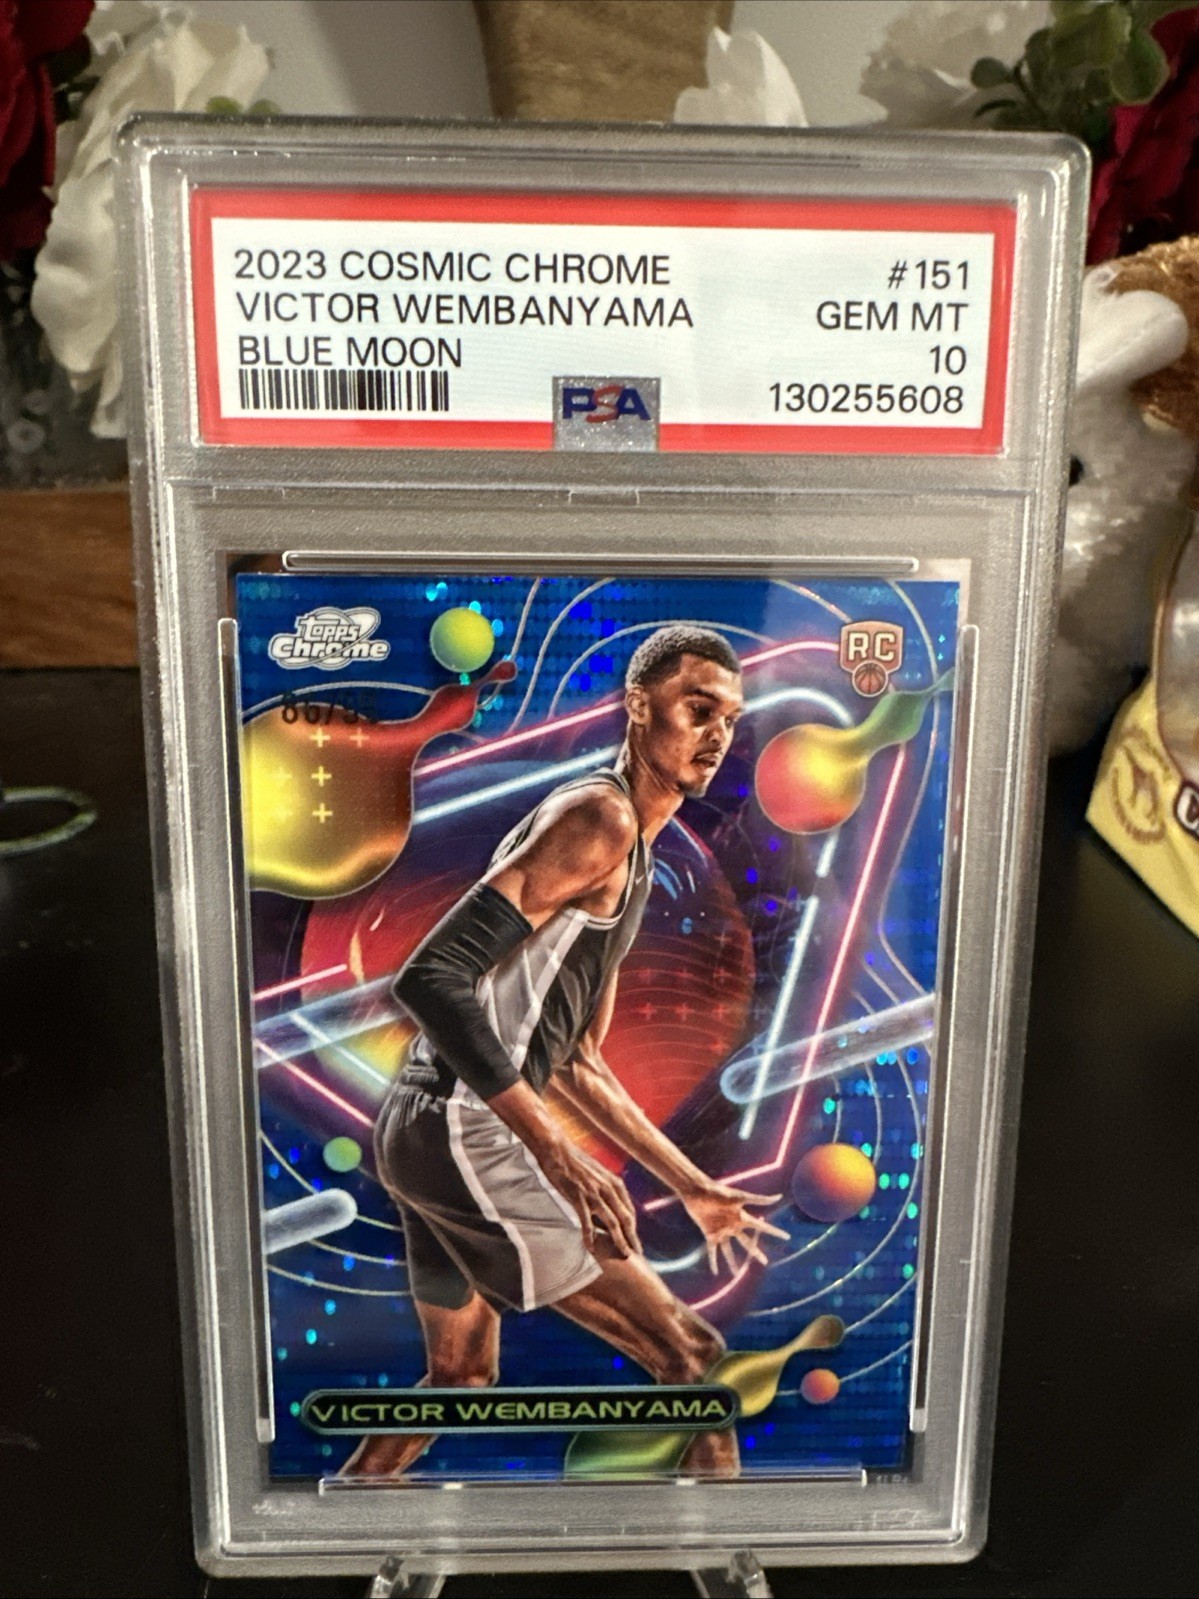 2023 COSMIC CHROME #151
VICTOR WEMBANYAMA GEM MT
BLUE MOON 10
PSA 130255608
Topps
Chrome
RC
VICTOR WEMBANYAMA